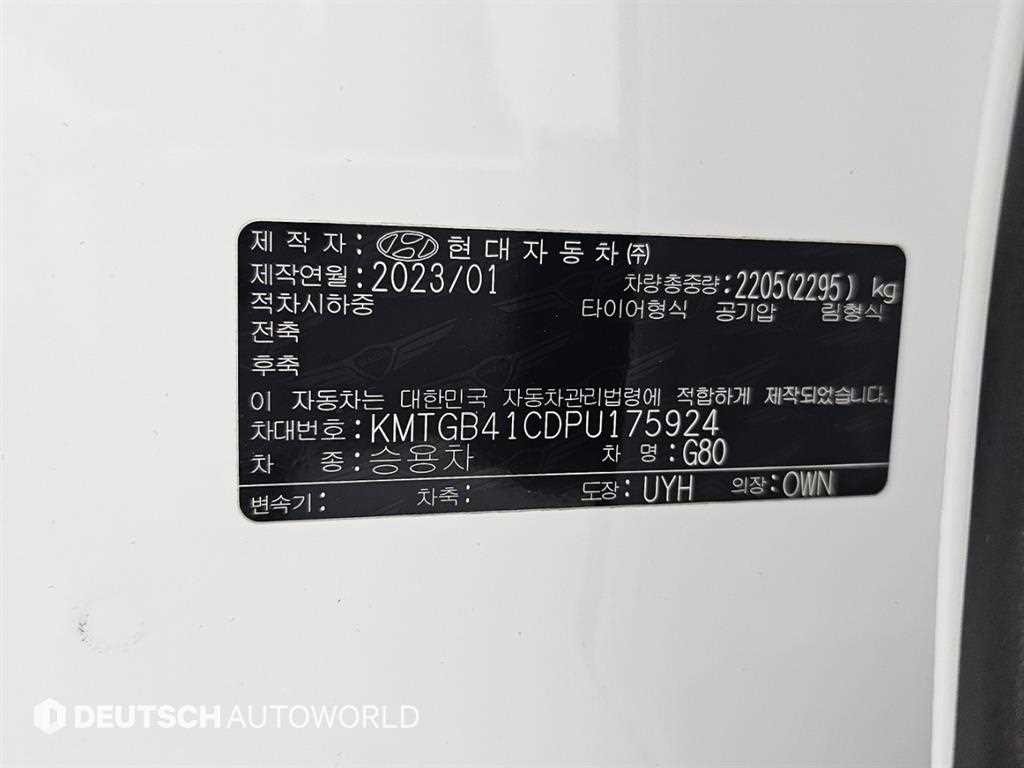 제 작 자 : 현 대 자 동 차 ㈜
제작연월 : 2023/01 차량총중량 : 2205(2295) kg
적차시하중 타이어형식 공기압 림형식
전축
후축
이 자동차는 대한민국 자동차관리법령에 적합하게 제작되었습니다.
차대번호 : KMTGB41CDPU175924
차 종 : 승용차 차 명 : G80
변속기 : 차축 : 도장 : UYH 의장 : OWN
DEUTSCH AUTOWORLD